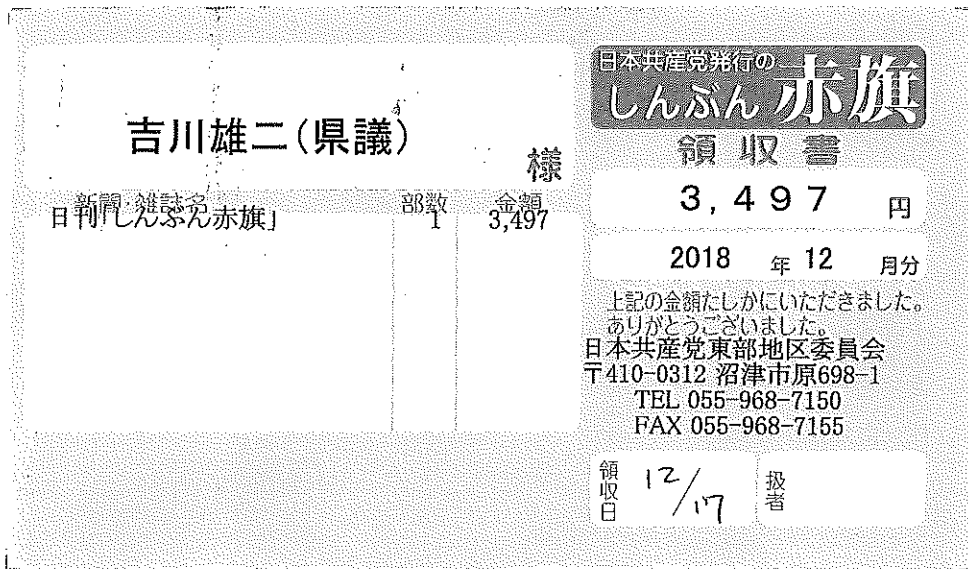 吉川雄二(県議)
様
新聞・雑誌名 部数 金額
日刊「しんぶん赤旗」 1 3,497
日本共産党発行の
しんぶん赤旗
領収書
3,497 円
2018 年 12 月分
上記の金額たしかにいただきました。
ありがとうございました。
日本共産党東部地区委員会
〒410-0312 沼津市原698-1
TEL 055-968-7150
FAX 055-968-7155
領収日 12/17
扱者